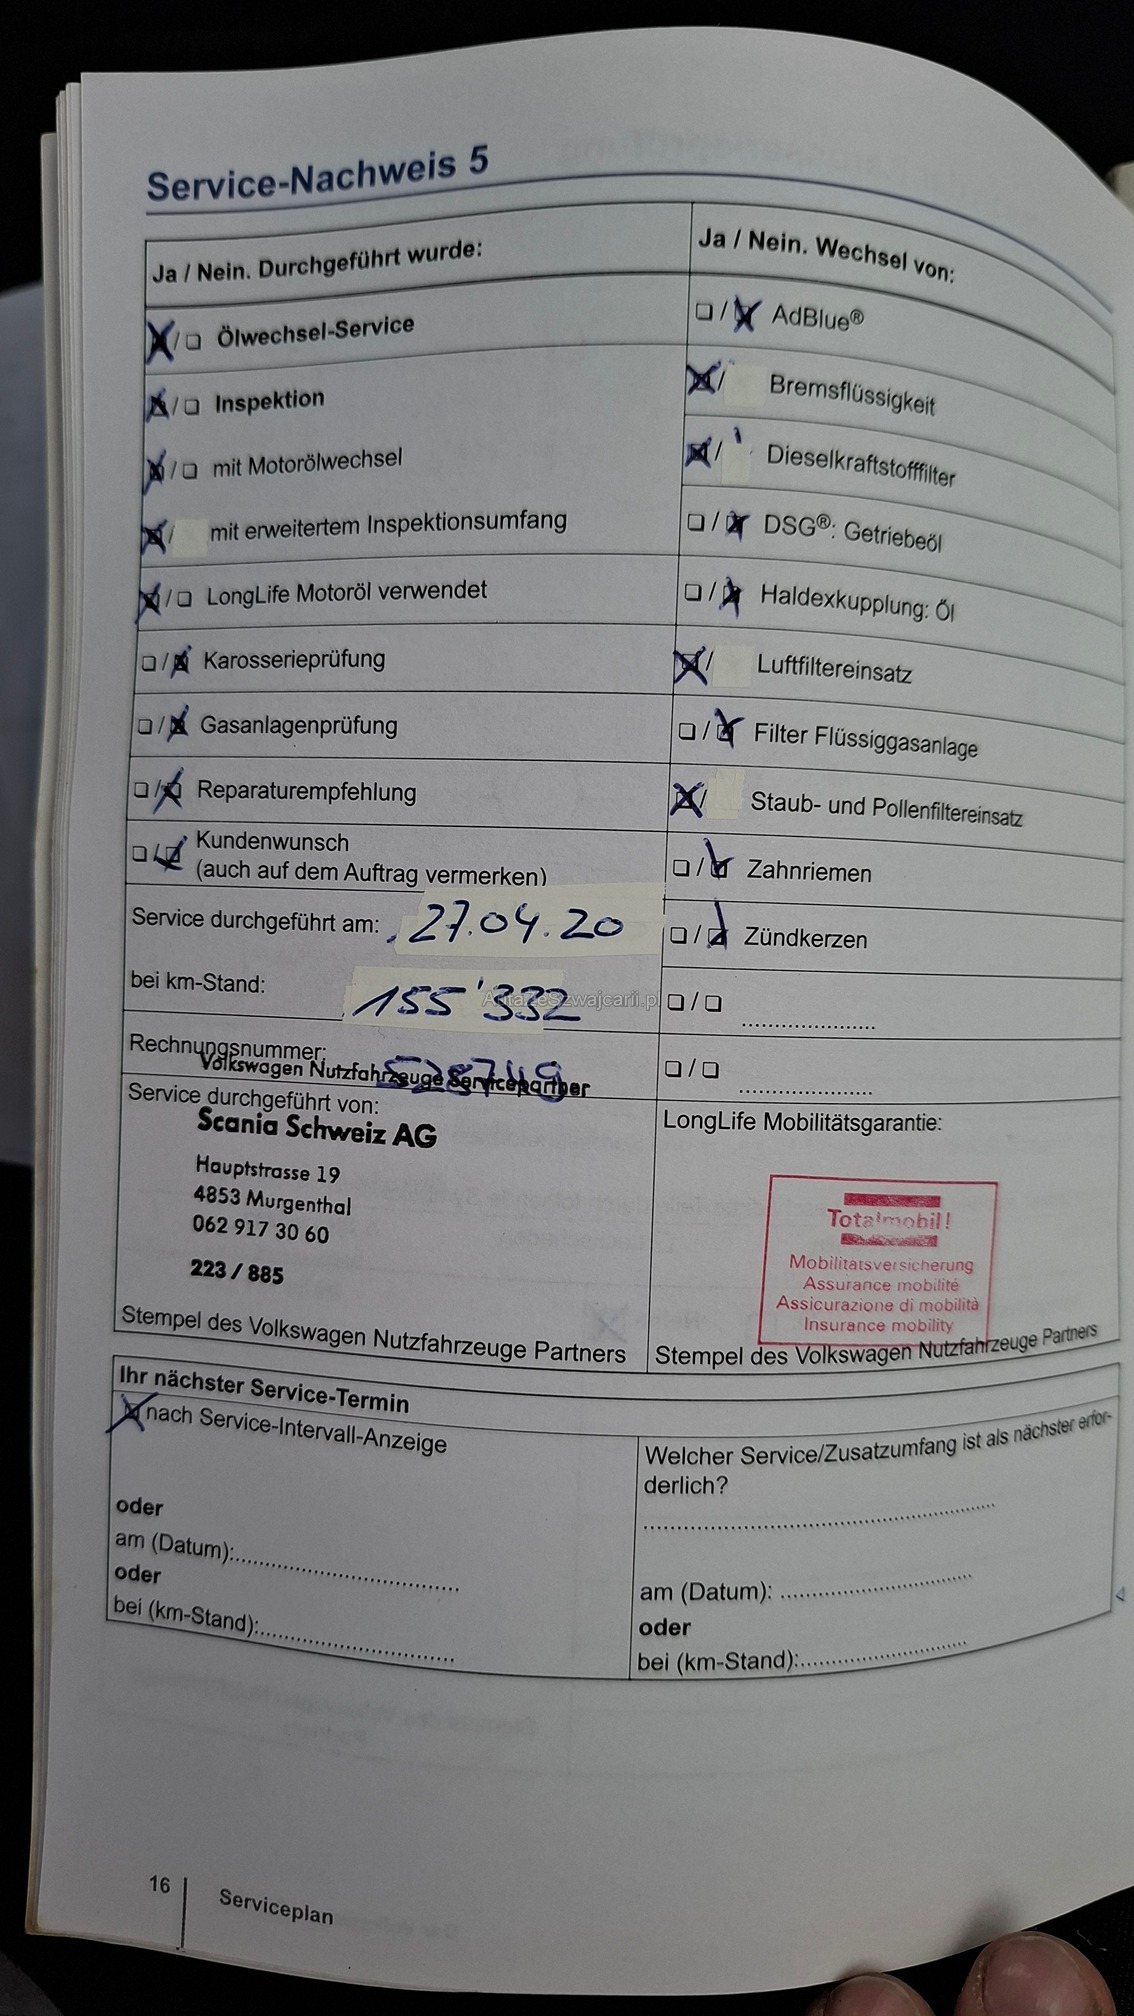 Service-Nachweis 5
Ja / Nein. Durchgeführt wurde:
☒/☐ Ölwechsel-Service
☒/☐ Inspektion
☒/☐ mit Motorölwechsel
☒/ mit erweitertem Inspektionsumfang
☒/☐ LongLife Motoröl verwendet
☐/☒ Karosserieprüfung
☐/☒ Gasanlagenprüfung
☐/☒ Reparaturempfehlung
☐/☒ Kundenwunsch
(auch auf dem Auftrag vermerken)
Service durchgeführt am: 27.04.20
bei km-Stand: 155'332
Rechnungsnummer:
Volkswagen Nutzfahrzeuge Servicepartner
Service durchgeführt von:
Scania Schweiz AG
Hauptstrasse 19
4853 Murgenthal
062 917 30 60
223 / 885
Stempel des Volkswagen Nutzfahrzeuge Partners
Ja / Nein. Wechsel von:
☐/☒ AdBlue®
☒/ Bremsflüssigkeit
☒/ Dieselkraftstofffilter
☐/☒ DSG®: Getriebeöl
☐/☒ Haldexkupplung: Öl
☒/ Luftfiltereinsatz
☐/☒ Filter Flüssiggasanlage
☒/ Staub- und Pollenfiltereinsatz
☐/☒ Zahnriemen
☐/☒ Zündkerzen
☐/☐ ......................
☐/☐ ......................
LongLife Mobilitätsgarantie:
Totalmobil!
Mobilitätsversicherung
Assurance mobilité
Assicurazione di mobilità
Insurance mobility
Stempel des Volkswagen Nutzfahrzeuge Partners
Ihr nächster Service-Termin
☒ nach Service-Intervall-Anzeige
oder
am (Datum):......................
oder
bei (km-Stand):......................
Welcher Service/Zusatzumfang ist als nächster erfor-
derlich?
............................................
am (Datum): ......................
oder
bei (km-Stand):......................
16
Serviceplan
AutaZeSzwajcarii.pl